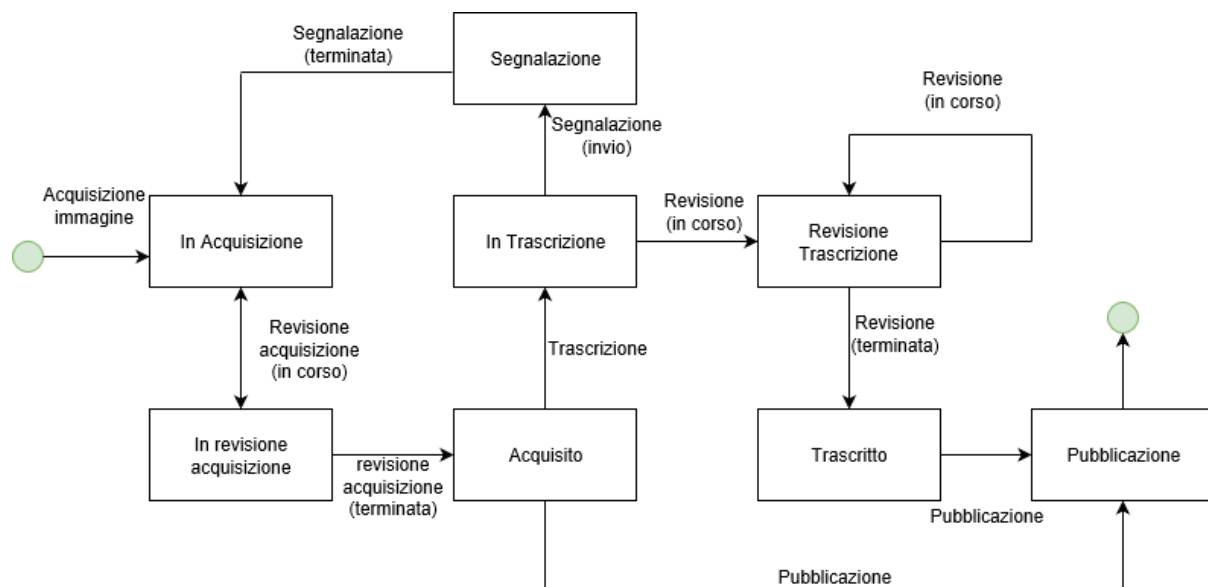 Segnalazione
(terminata)
Segnalazione
Revisione
(in corso)
Segnalazione
(invio)
Acquisizione
immagine
In Acquisizione
In Trascrizione
Revisione
(in corso)
Revisione
Trascrizione
Revisione
acquisizione
(in corso)
Trascrizione
Revisione
(terminata)
In revisione
acquisizione
revisione
acquisizione
(terminata)
Acquisito
Trascritto
Pubblicazione
Pubblicazione
Pubblicazione